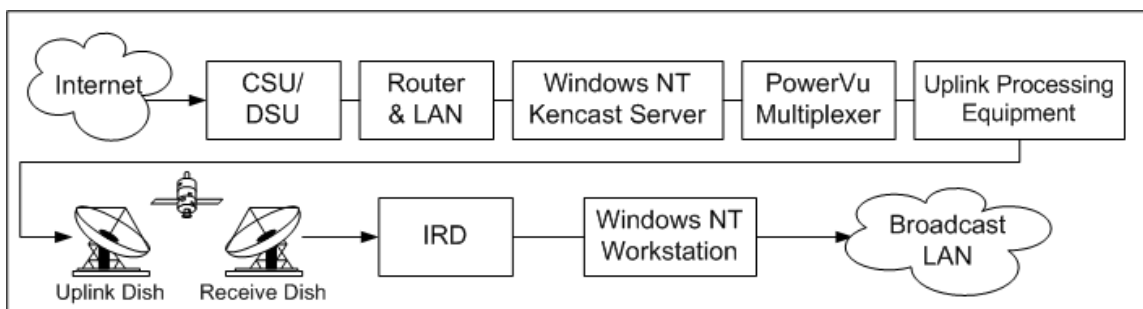 Internet
CSU/
DSU
Router
& LAN
Windows NT
Kencast Server
PowerVu
Multiplexer
Uplink Processing
Equipment
Uplink Dish
Receive Dish
IRD
Windows NT
Workstation
Broadcast
LAN